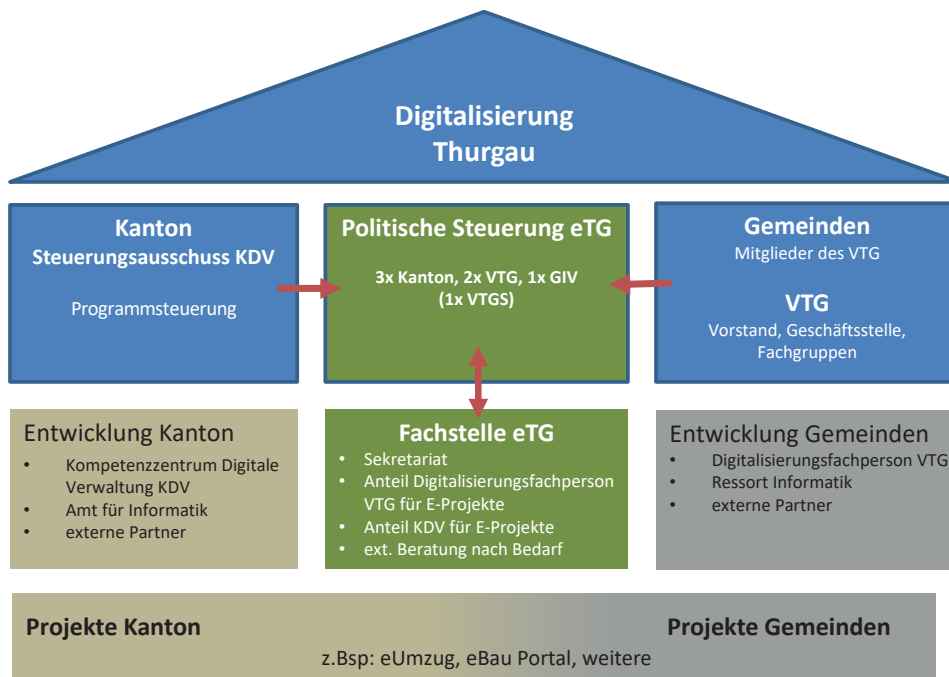 Digitalisierung
Thurgau
Kanton
Steuerungsausschuss KDV
Programmsteuerung
Politische Steuerung eTG
3x Kanton, 2x VTG, 1x GIV
(1x VTGS)
Gemeinden
Mitglieder des VTG
VTG
Vorstand, Geschäftsstelle,
Fachgruppen
Entwicklung Kanton
• Kompetenzzentrum Digitale
Verwaltung KDV
• Amt für Informatik
• externe Partner
Fachstelle eTG
• Sekretariat
• Anteil Digitalisierungsfachperson
VTG für E-Projekte
• Anteil KDV für E-Projekte
• ext. Beratung nach Bedarf
Entwicklung Gemeinden
• Digitalisierungsfachperson VTG
• Ressort Informatik
• externe Partner
Projekte Kanton
Projekte Gemeinden
z.Bsp: eUmzug, eBau Portal, weitere